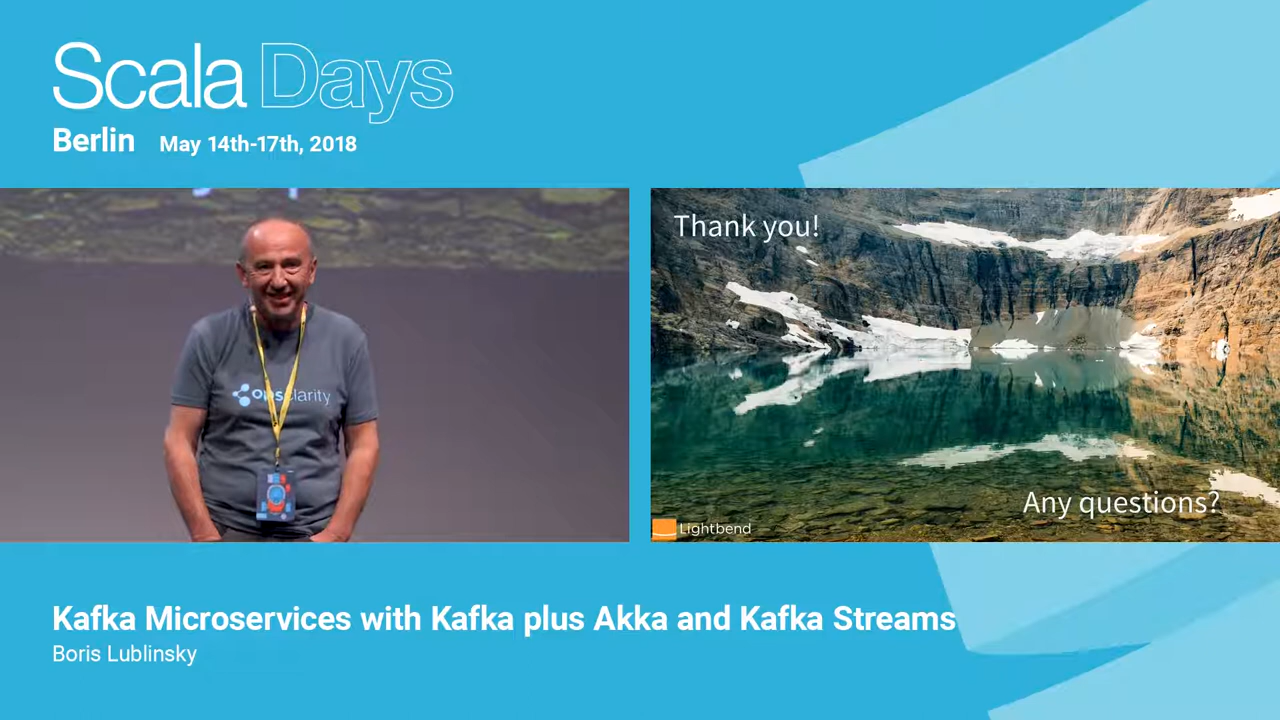 Scala Days
Berlin May 14th-17th, 2018
opsclarity
Thank you!
Any questions?
Lightbend
Kafka Microservices with Kafka plus Akka and Kafka Streams
Boris Lublinsky